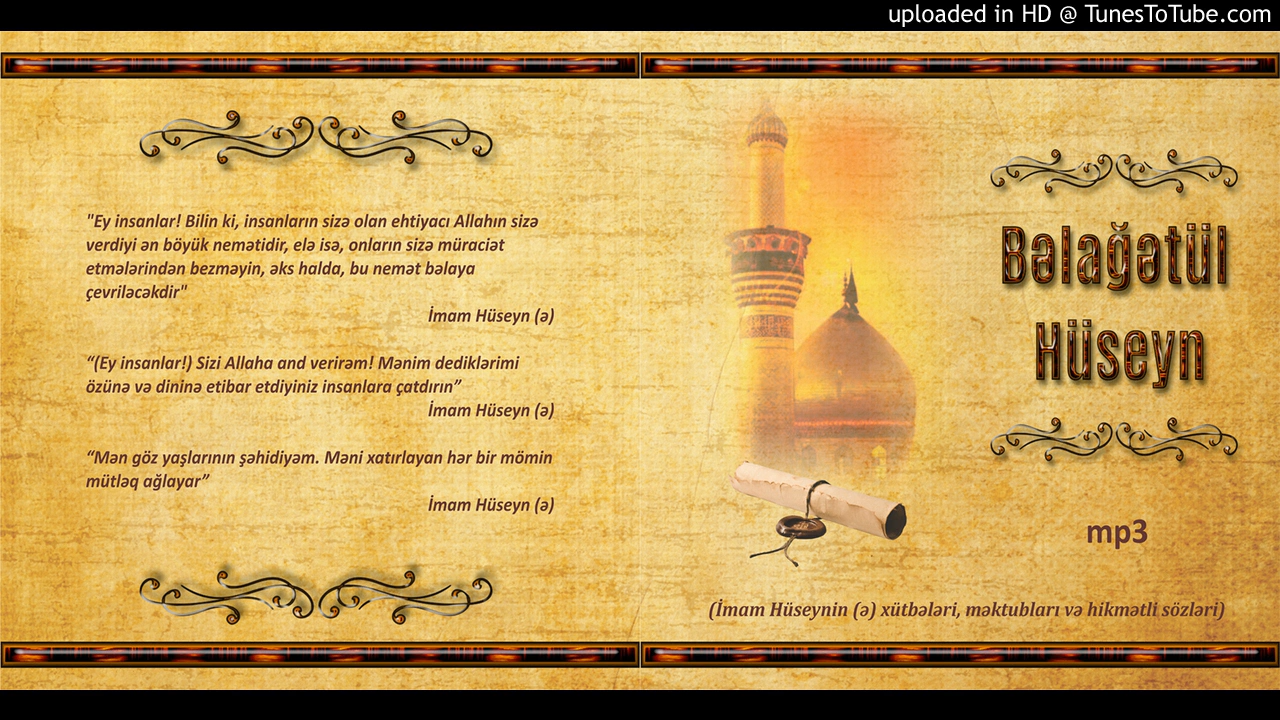 uploaded in HD @ TunesToTube.com
"Ey insanlar! Bilin ki, insanların sizə olan ehtiyacı Allahın sizə
verdiyi ən böyük nemətidir, elə isə, onların sizə müraciət
etmələrindən bezməyin, əks halda, bu nemət bəlaya
çevriləcəkdir"
İmam Hüseyn (ə)
“(Ey insanlar!) Sizi Allaha and verirəm! Mənim dediklərimi
özünə və dininə etibar etdiyiniz insanlara çatdırın”
İmam Hüseyn (ə)
“Mən göz yaşlarının şəhidiyəm. Məni xatırlayan hər bir mömin
mütləq ağlayar”
İmam Hüseyn (ə)
Bəlağətül
Hüseyn
mp3
(İmam Hüseynin (ə) xütbələri, məktubları və hikmətli sözləri)